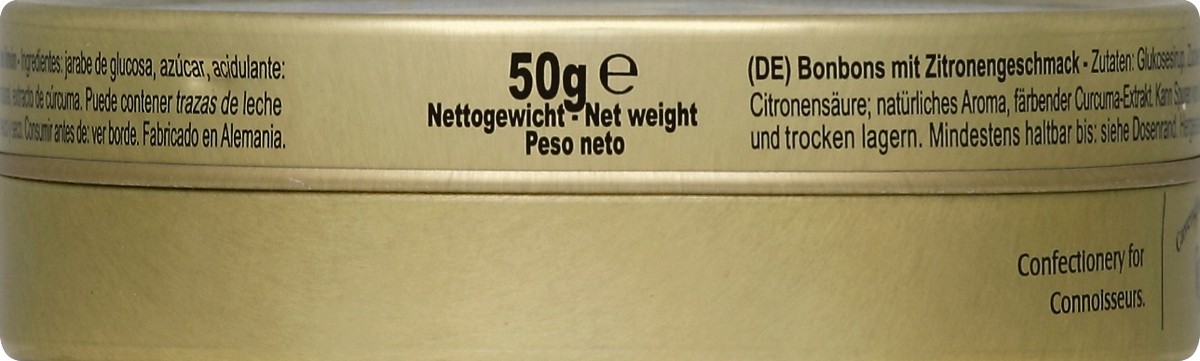 Ingredientes: jarabe de glucosa, azúcar, acidulante:
extracto de cúrcuma. Puede contener trazas de leche
Consumir antes de: ver borde. Fabricado en Alemania.
50g ℮
Nettogewicht - Net weight
Peso neto
(DE) Bonbons mit Zitronengeschmack - Zutaten: Glukosesirup,
Citronensäure; natürliches Aroma, färbender Curcuma-Extrakt. Kann
und trocken lagern. Mindestens haltbar bis: siehe Dosenrand.
Confectionery for
Connoisseurs.